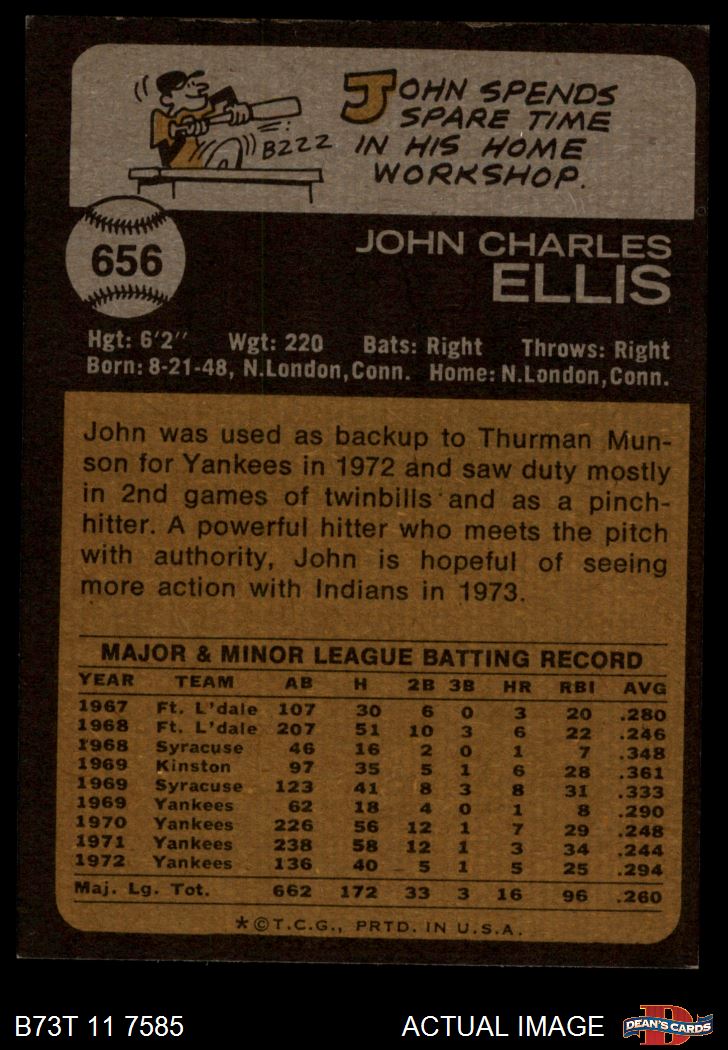 JOHN SPENDS
SPARE TIME
IN HIS HOME
WORKSHOP.
BZZZ
656
JOHN CHARLES
ELLIS
Hgt: 6'2" Wgt: 220 Bats: Right Throws: Right
Born: 8-21-48, N.London,Conn. Home: N.London,Conn.
John was used as backup to Thurman Mun-
son for Yankees in 1972 and saw duty mostly
in 2nd games of twinbills and as a pinch-
hitter. A powerful hitter who meets the pitch
with authority, John is hopeful of seeing
more action with Indians in 1973.
MAJOR & MINOR LEAGUE BATTING RECORD
YEAR TEAM AB H 2B 3B HR RBI AVG
1967 Ft. L'dale 107 30 6 0 3 20 .280
1968 Ft. L'dale 207 51 10 3 6 22 .246
1968 Syracuse 46 16 2 0 1 7 .348
1969 Kinston 97 35 5 1 6 28 .361
1969 Syracuse 123 41 8 3 8 31 .333
1969 Yankees 62 18 4 0 1 8 .290
1970 Yankees 226 56 12 1 7 29 .248
1971 Yankees 238 58 12 1 3 34 .244
1972 Yankees 136 40 5 1 5 25 .294
Maj. Lg. Tot. 662 172 33 3 16 96 .260
*©T.C.G., PRTD. IN U.S.A.
B73T 11 7585 ACTUAL IMAGE
D
DEAN'S CARDS